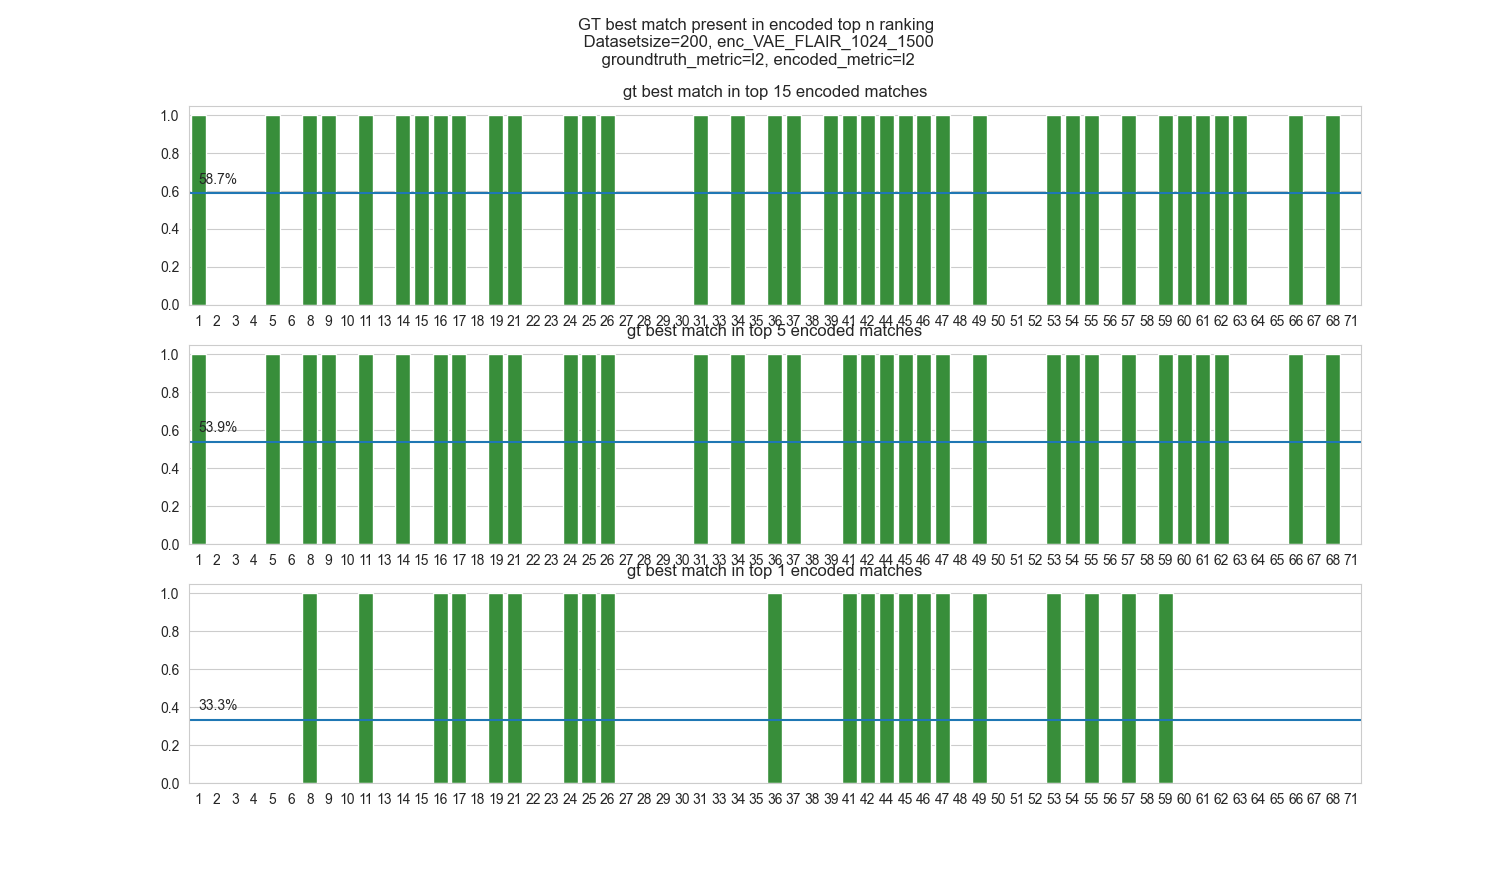 GT best match present in encoded top n ranking
Datasetsize=200, enc_VAE_FLAIR_1024_1500
groundtruth_metric=l2, encoded_metric=l2
gt best match in top 15 encoded matches
1.0
0.8
58.7%
0.6
0.4
0.2
0.0
1 2 3 4 5 6 8 9 10 11 13 14 15 16 17 18 19 21 22 23 24 25 26 27 28 29 30 31 33 34 35 36 37 38 39 41 42 44 45 46 47 48 49 50 51 52 53 54 55 56 57 58 59 60 61 62 63 64 65 66 67 68 71
gt best match in top 5 encoded matches
1.0
0.8
0.6
53.9%
0.4
0.2
0.0
1 2 3 4 5 6 8 9 10 11 13 14 15 16 17 18 19 21 22 23 24 25 26 27 28 29 30 31 33 34 35 36 37 38 39 41 42 44 45 46 47 48 49 50 51 52 53 54 55 56 57 58 59 60 61 62 63 64 65 66 67 68 71
gt best match in top 1 encoded matches
1.0
0.8
0.6
0.4
33.3%
0.2
0.0
1 2 3 4 5 6 8 9 10 11 13 14 15 16 17 18 19 21 22 23 24 25 26 27 28 29 30 31 33 34 35 36 37 38 39 41 42 44 45 46 47 48 49 50 51 52 53 54 55 56 57 58 59 60 61 62 63 64 65 66 67 68 71